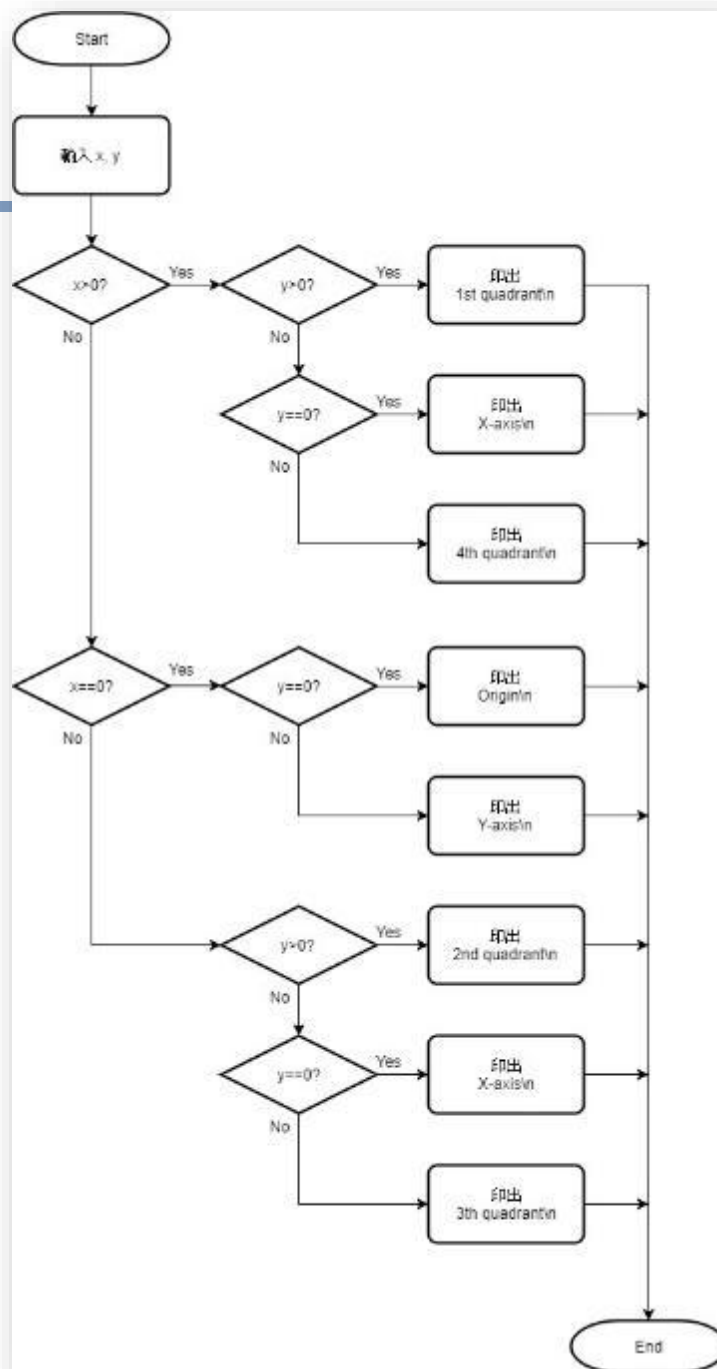 Start
輸入 x, y
x>0?
Yes
y>0?
Yes
印出
1st quadrant\n
No
No
y==0?
Yes
印出
X-axis\n
No
印出
4th quadrant\n
x==0?
Yes
y==0?
Yes
印出
Origin\n
No
No
印出
Y-axis\n
y>0?
Yes
印出
2nd quadrant\n
No
y==0?
Yes
印出
X-axis\n
No
印出
3th quadrant\n
End